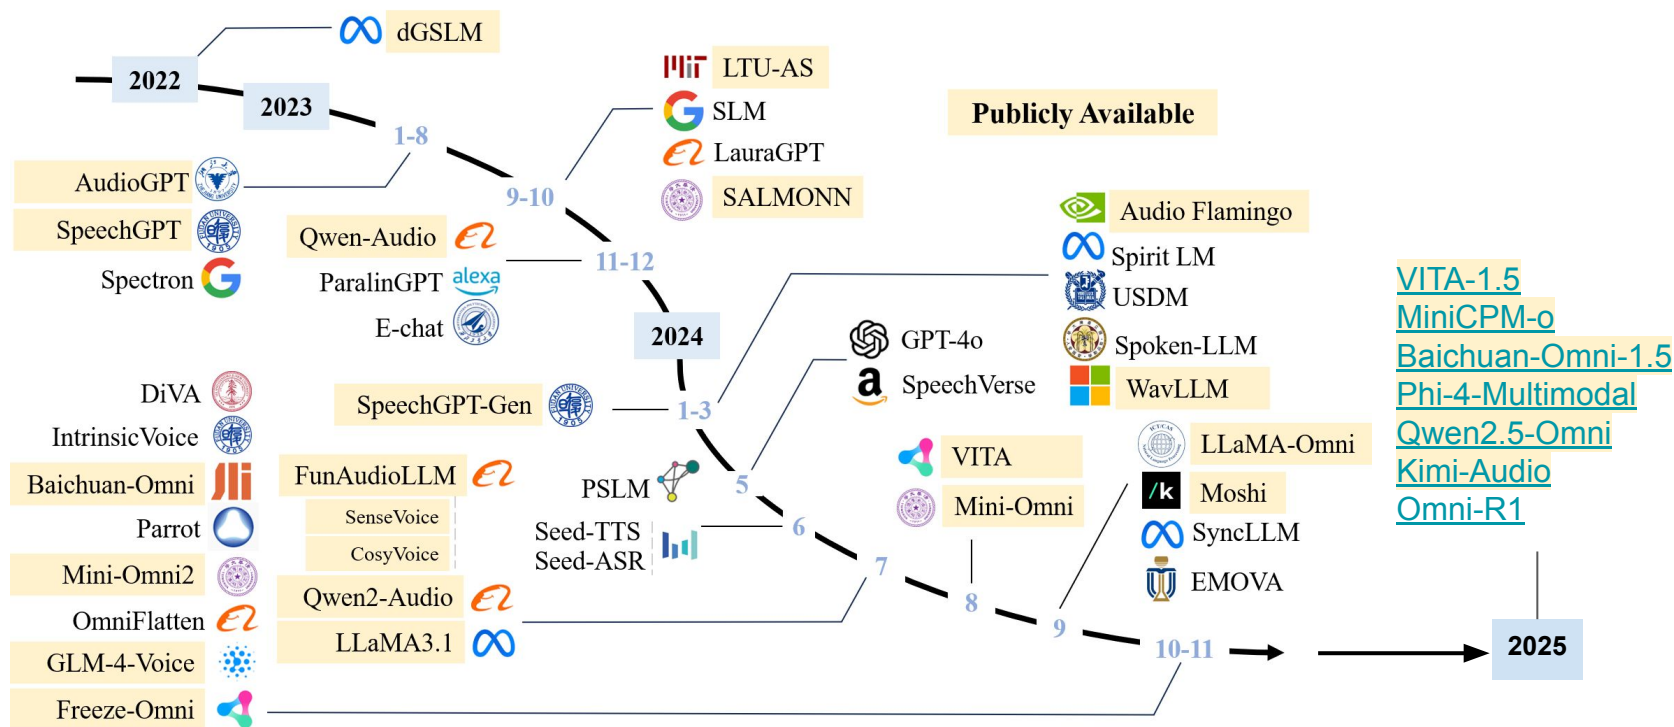 dGSLM
2022
2023
1-8
AudioGPT
SpeechGPT
Spectron
9-10
LTU-AS
SLM
LauraGPT
SALMONN
Publicly Available
Qwen-Audio
ParalinGPT
alexa
E-chat
11-12
2024
Audio Flamingo
Spirit LM
USDM
Spoken-LLM
WavLLM
SpeechGPT-Gen
1-3
GPT-4o
SpeechVerse
5
PSLM
Seed-TTS
Seed-ASR
6
FunAudioLLM
SenseVoice
CosyVoice
Qwen2-Audio
LLaMA3.1
7
VITA
Mini-Omni
8
LLaMA-Omni
/k
Moshi
SyncLLM
EMOVA
9
DiVA
IntrinsicVoice
Baichuan-Omni
Parrot
Mini-Omni2
OmniFlatten
GLM-4-Voice
Freeze-Omni
10-11
VITA-1.5
MiniCPM-o
Baichuan-Omni-1.5
Phi-4-Multimodal
Qwen2.5-Omni
Kimi-Audio
Omni-R1
2025